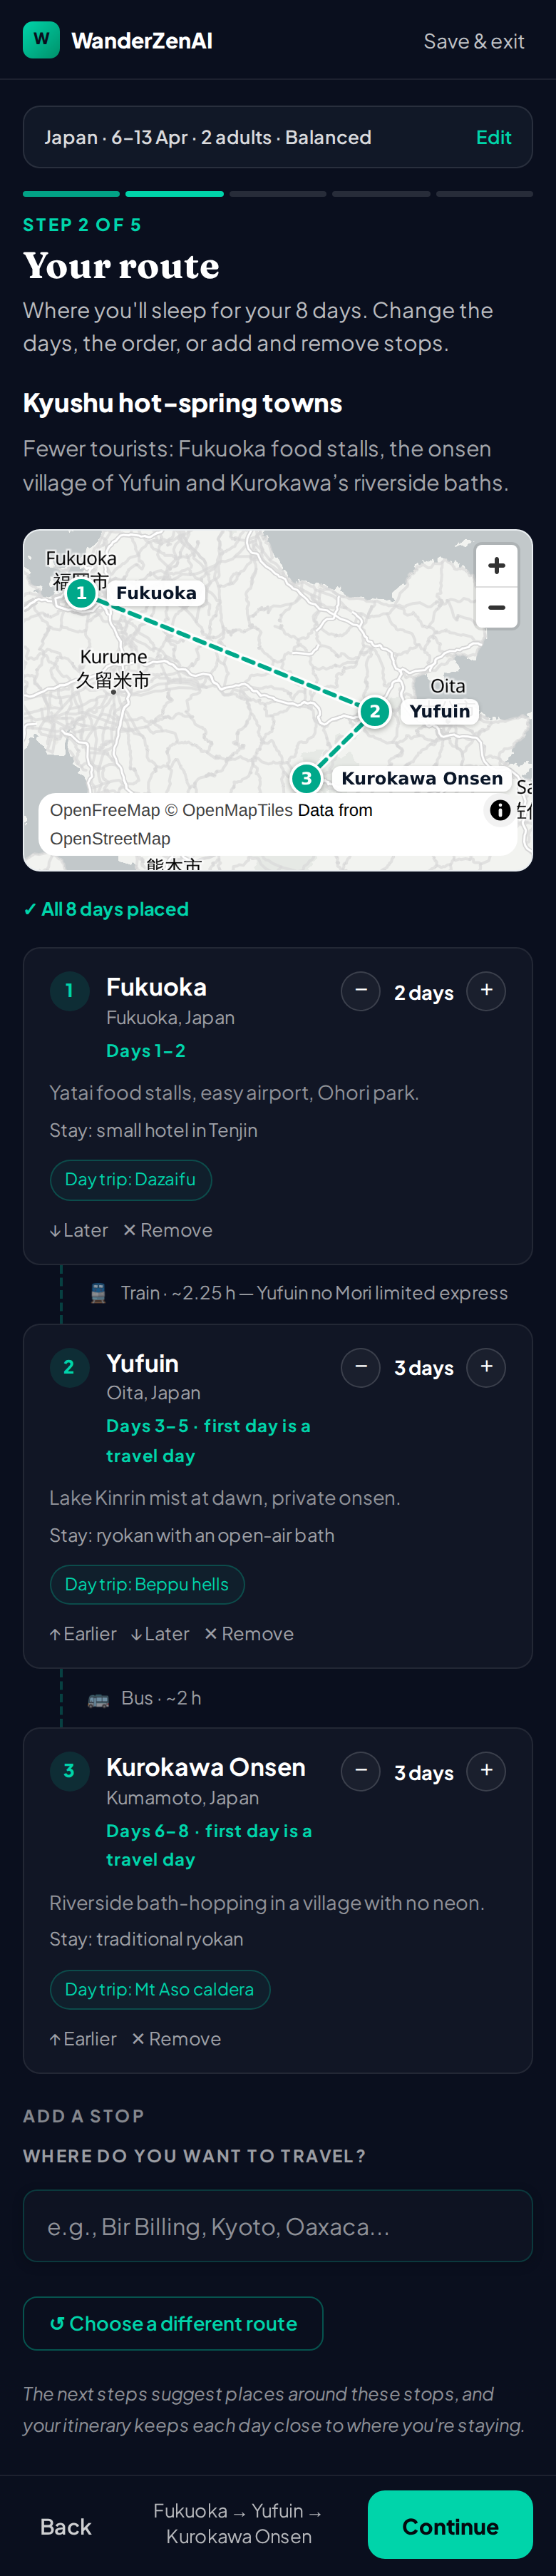 W WanderZenAI Save & exit
Japan · 6–13 Apr · 2 adults · Balanced Edit
STEP 2 OF 5
Your route
Where you'll sleep for your 8 days. Change the
days, the order, or add and remove stops.
Kyushu hot-spring towns
Fewer tourists: Fukuoka food stalls, the onsen
village of Yufuin and Kurokawa’s riverside baths.
Fukuoka
1 Fukuoka
Kurume
久留米市
Oita
2 Yufuin
3 Kurokawa Onsen
OpenFreeMap © OpenMapTiles Data from
OpenStreetMap
熊本市
✓ All 8 days placed
1 Fukuoka − 2 days +
Fukuoka, Japan
Days 1–2
Yatai food stalls, easy airport, Ohori park.
Stay: small hotel in Tenjin
Day trip: Dazaifu
↓ Later ✕ Remove
Train · ~2.25 h — Yufuin no Mori limited express
2 Yufuin − 3 days +
Oita, Japan
Days 3–5 · first day is a
travel day
Lake Kinrin mist at dawn, private onsen.
Stay: ryokan with an open-air bath
Day trip: Beppu hells
↑ Earlier ↓ Later ✕ Remove
Bus · ~2 h
3 Kurokawa Onsen − 3 days +
Kumamoto, Japan
Days 6–8 · first day is a
travel day
Riverside bath-hopping in a village with no neon.
Stay: traditional ryokan
Day trip: Mt Aso caldera
↑ Earlier ✕ Remove
ADD A STOP
WHERE DO YOU WANT TO TRAVEL?
e.g., Bir Billing, Kyoto, Oaxaca...
↺ Choose a different route
The next steps suggest places around these stops, and
your itinerary keeps each day close to where you're staying.
Back
Fukuoka → Yufuin →
Kurokawa Onsen
Continue